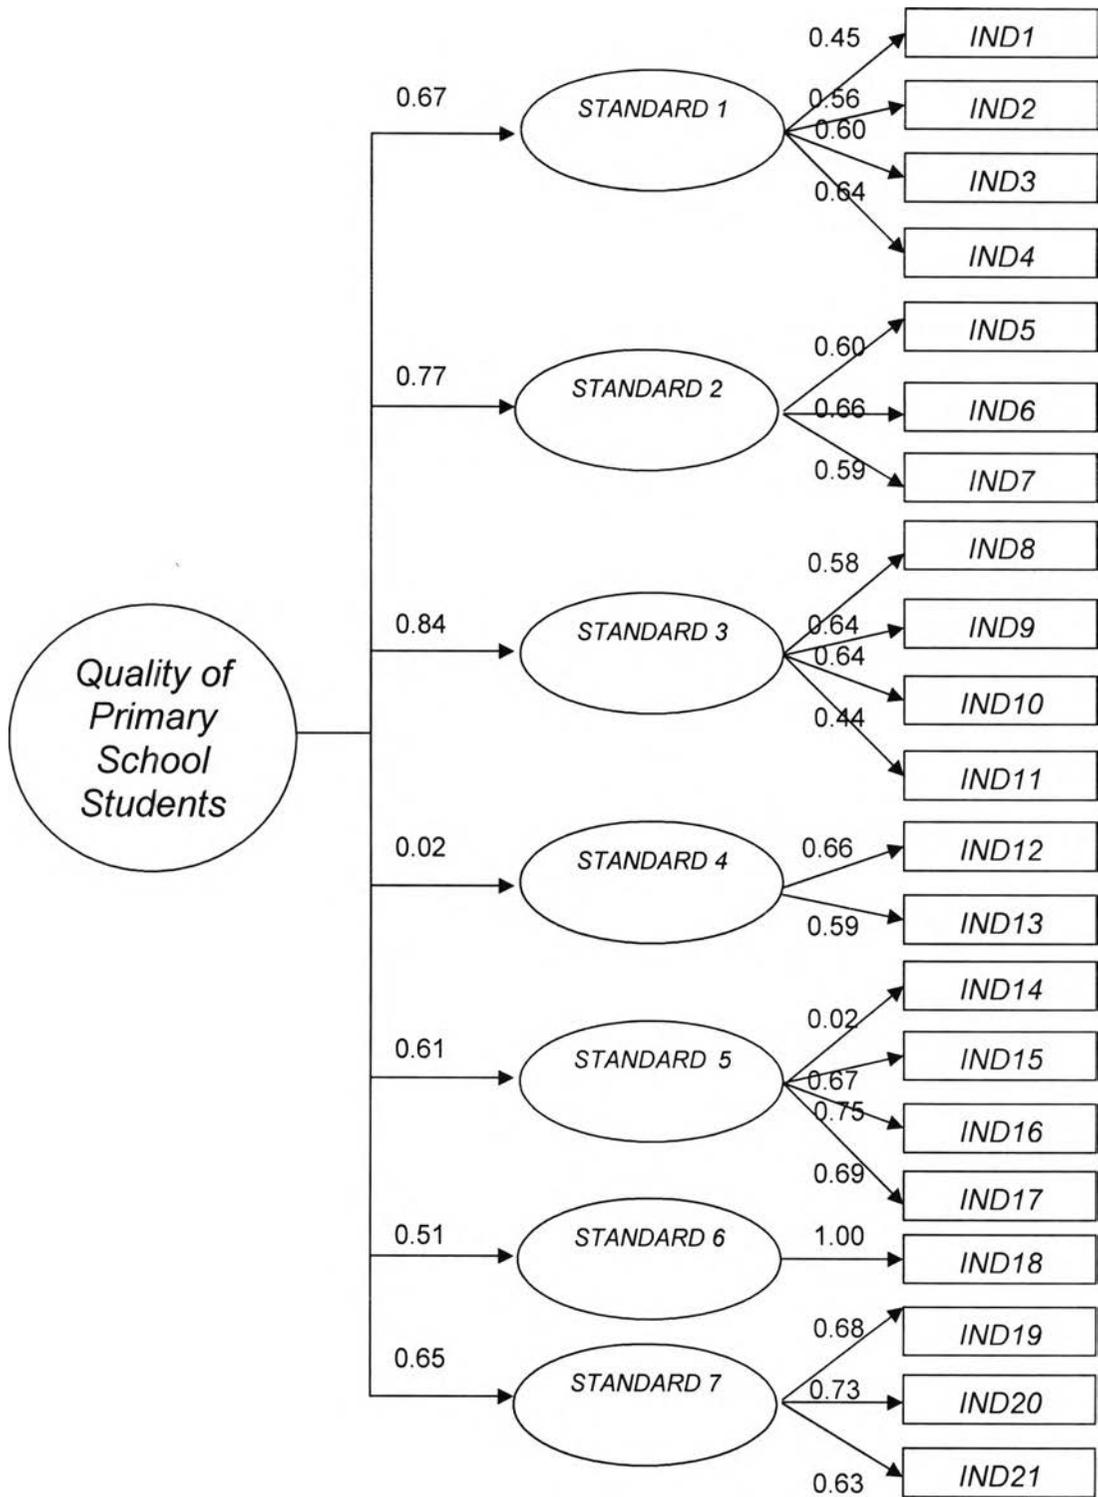 0.45
IND1
0.67
STANDARD 1
0.56
IND2
0.60
IND3
0.64
IND4
IND5
0.60
0.77
STANDARD 2
0.66
IND6
0.59
IND7
IND8
0.58
0.84
STANDARD 3
0.64
IND9
0.64
IND10
0.44
IND11
Quality of
Primary
School
Students
0.02
STANDARD 4
0.66
IND12
0.59
IND13
IND14
0.02
0.61
STANDARD 5
IND15
0.67
0.75
IND16
0.69
IND17
0.51
STANDARD 6
1.00
IND18
IND19
0.68
0.65
STANDARD 7
0.73
IND20
0.63
IND21